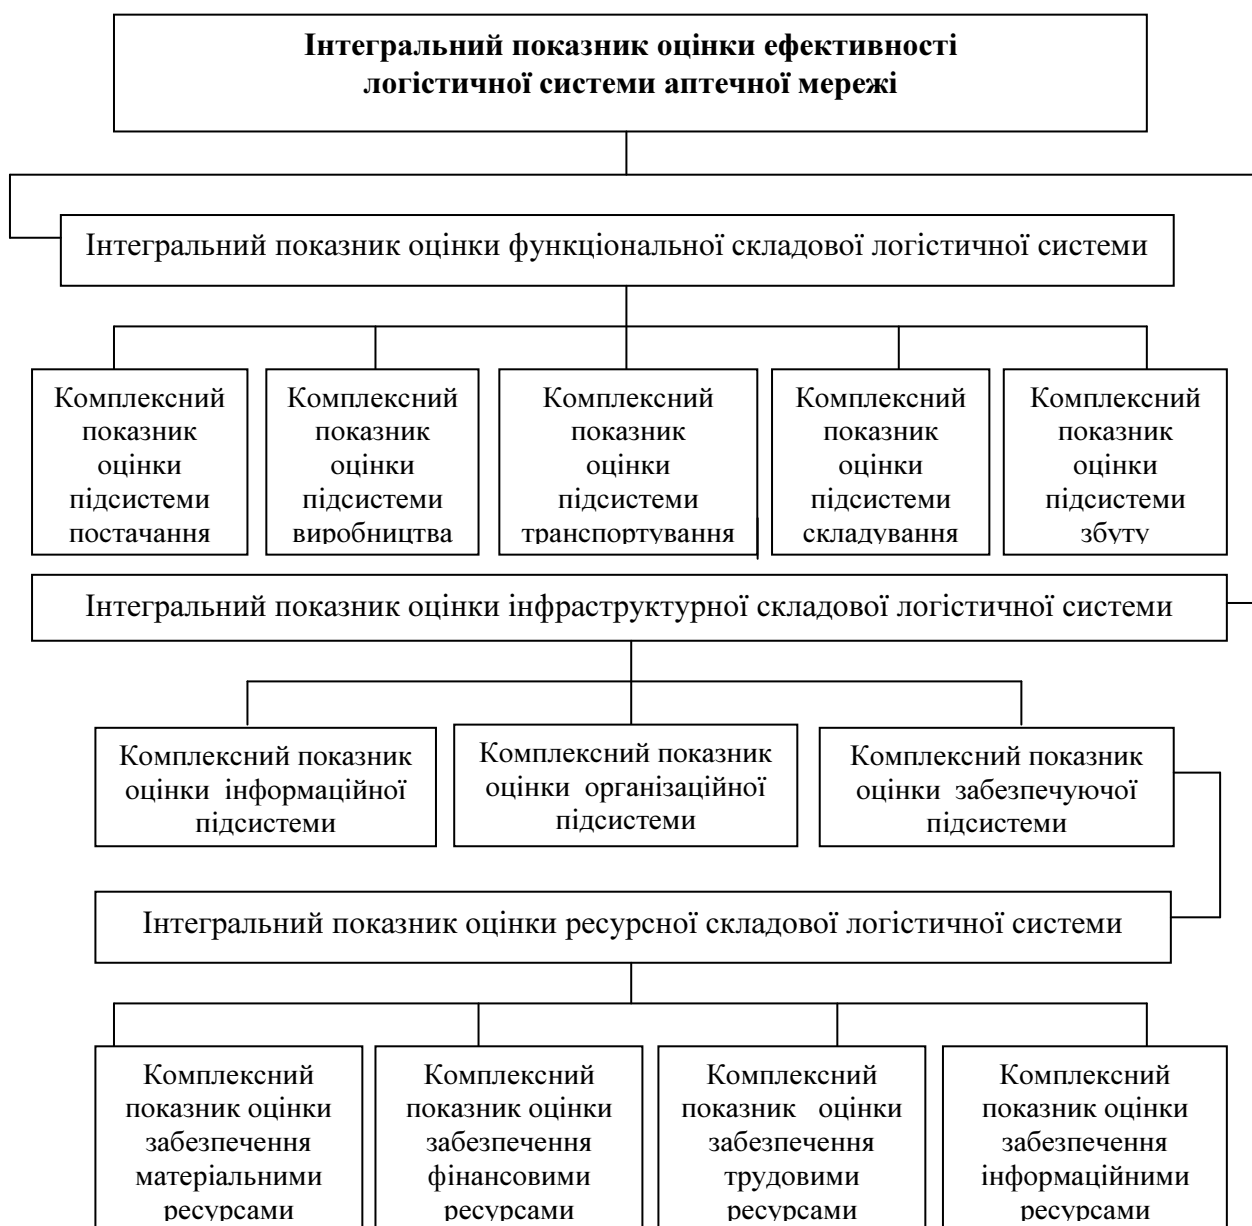 Інтегральний показник оцінки ефективності
логістичної системи аптечної мережі
Інтегральний показник оцінки функціональної складової логістичної системи
Комплексний
показник
оцінки
підсистеми
постачання
Комплексний
показник
оцінки
підсистеми
виробництва
Комплексний
показник
оцінки
підсистеми
транспортування
Комплексний
показник
оцінки
підсистеми
складування
Комплексний
показник
оцінки
підсистеми
збуту
Інтегральний показник оцінки інфраструктурної складової логістичної системи
Комплексний показник
оцінки інформаційної
підсистеми
Комплексний показник
оцінки організаційної
підсистеми
Комплексний показник
оцінки забезпечуючої
підсистеми
Інтегральний показник оцінки ресурсної складової логістичної системи
Комплексний
показник оцінки
забезпечення
матеріальними
ресурсами
Комплексний
показник оцінки
забезпечення
фінансовими
ресурсами
Комплексний
показник оцінки
забезпечення
трудовими
ресурсами
Комплексний
показник оцінки
забезпечення
інформаційними
ресурсами